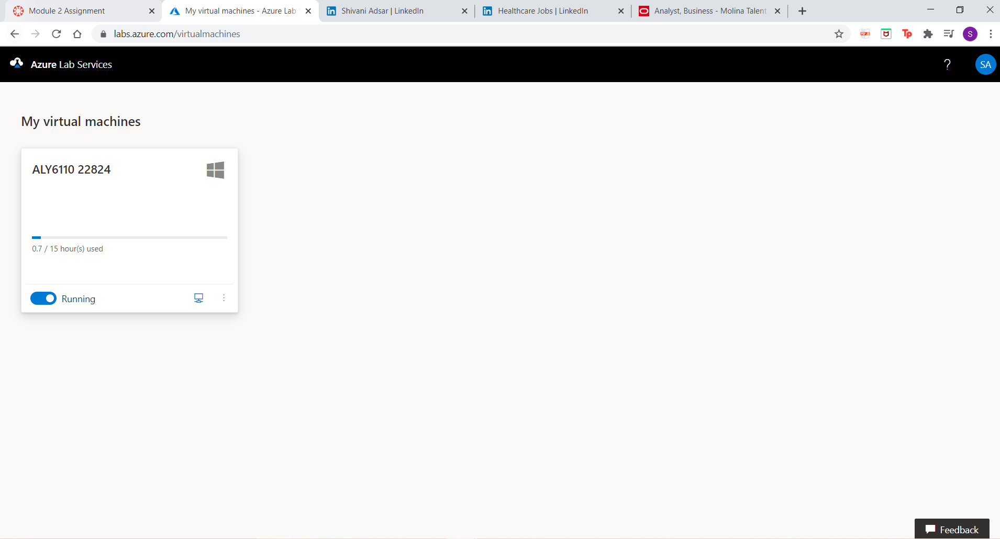 Module 2 Assignment
My virtual machines - Azure Lab
Shivani Adsar | LinkedIn
Healthcare Jobs | LinkedIn
Analyst, Business - Molina Talent
labs.azure.com/virtualmachines
Tp
S
Azure Lab Services
?
SA
My virtual machines
ALY6110 22824
0.7 / 15 hour(s) used
Running
Feedback